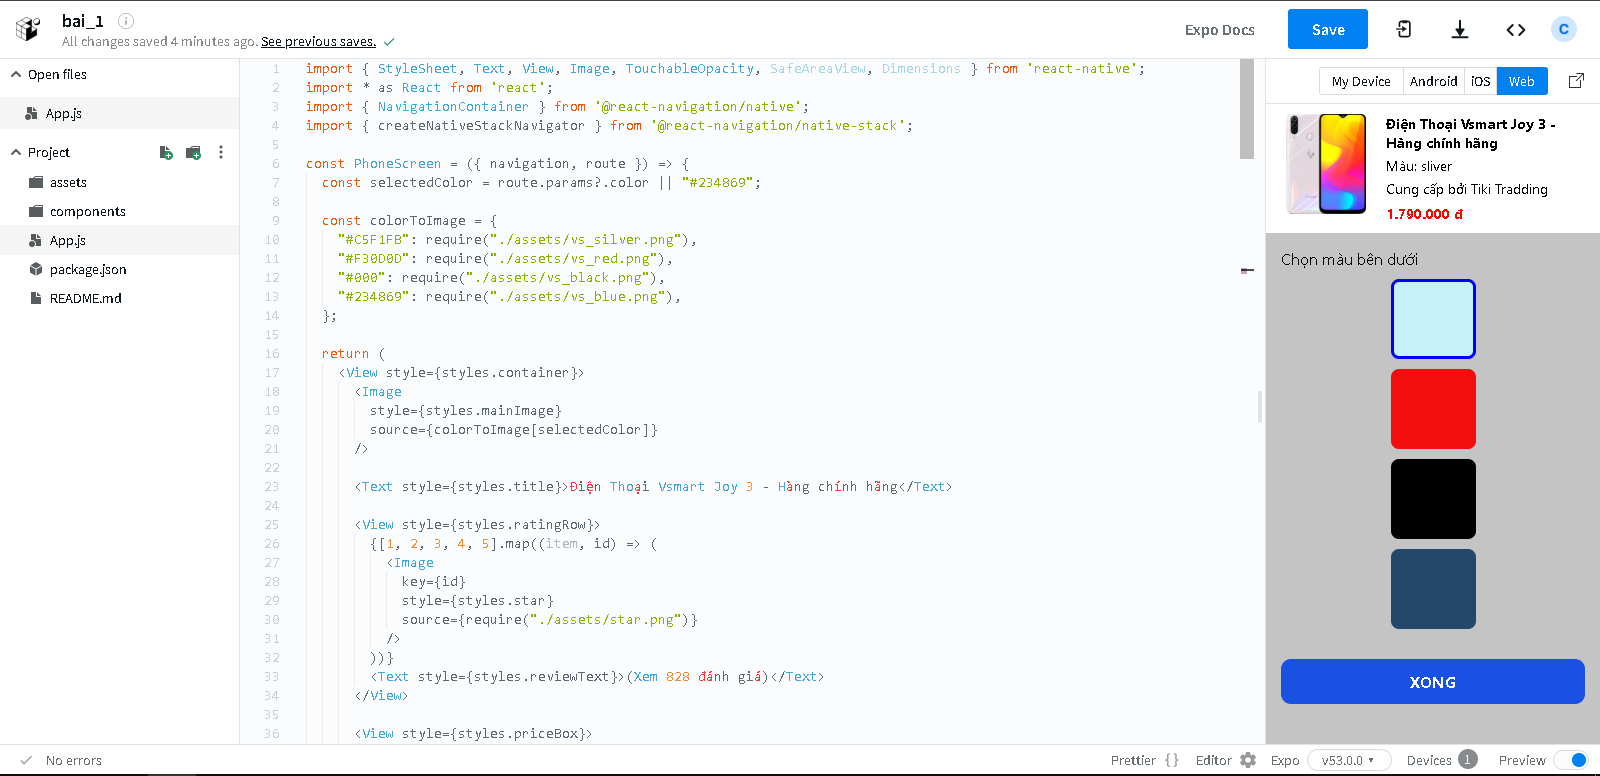 bai_1
All changes saved 4 minutes ago. See previous saves.
Expo Docs
Save
C
Open files
App.js
Project
assets
components
App.js
package.json
README.md
1 import { StyleSheet, Text, View, Image, TouchableOpacity, SafeAreaView, Dimensions } from 'react-native';
2 import * as React from 'react';
3 import { NavigationContainer } from '@react-navigation/native';
4 import { createNativeStackNavigator } from '@react-navigation/native-stack';
5
6 const PhoneScreen = ({ navigation, route }) => {
7 const selectedColor = route.params?.color || "#234869";
8
9 const colorToImage = {
10 "#C5F1FB": require("./assets/vs_silver.png"),
11 "#F30D0D": require("./assets/vs_red.png"),
12 "#000": require("./assets/vs_black.png"),
13 "#234869": require("./assets/vs_blue.png"),
14 };
15
16 return (
17 <View style={styles.container}>
18 <Image
19 style={styles.mainImage}
20 source={colorToImage[selectedColor]}
21 />
22
23 <Text style={styles.title}>Điện Thoại Vsmart Joy 3 - Hàng chính hãng</Text>
24
25 <View style={styles.ratingRow}>
26 {[1, 2, 3, 4, 5].map((item, id) => (
27 <Image
28 key={id}
29 style={styles.star}
30 source={require("./assets/star.png")}
31 />
32 ))}
33 <Text style={styles.reviewText}>(Xem 828 đánh giá)</Text>
34 </View>
35
36 <View style={styles.priceBox}>
My Device Android iOS Web
Điện Thoại Vsmart Joy 3 -
Hàng chính hãng
Màu: sliver
Cung cấp bởi Tiki Tradding
1.790.000 đ
Chọn màu bên dưới
XONG
No errors
Prettier {} Editor Expo v53.0.0 Devices 1 Preview